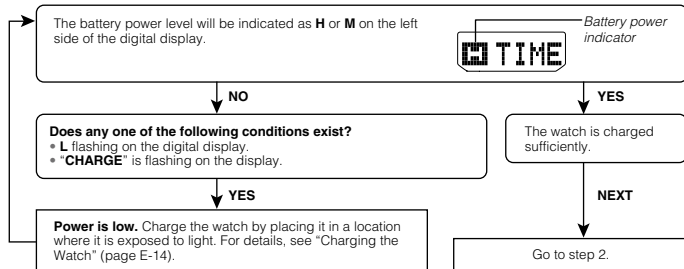 The battery power level will be indicated as H or M on the left
side of the digital display.
Battery power
indicator
TIME
NO
YES
Does any one of the following conditions exist?
• L flashing on the digital display.
• “CHARGE” is flashing on the display.
The watch is charged
sufficiently.
YES
NEXT
Power is low. Charge the watch by placing it in a location
where it is exposed to light. For details, see “Charging the
Watch” (page E-14).
Go to step 2.